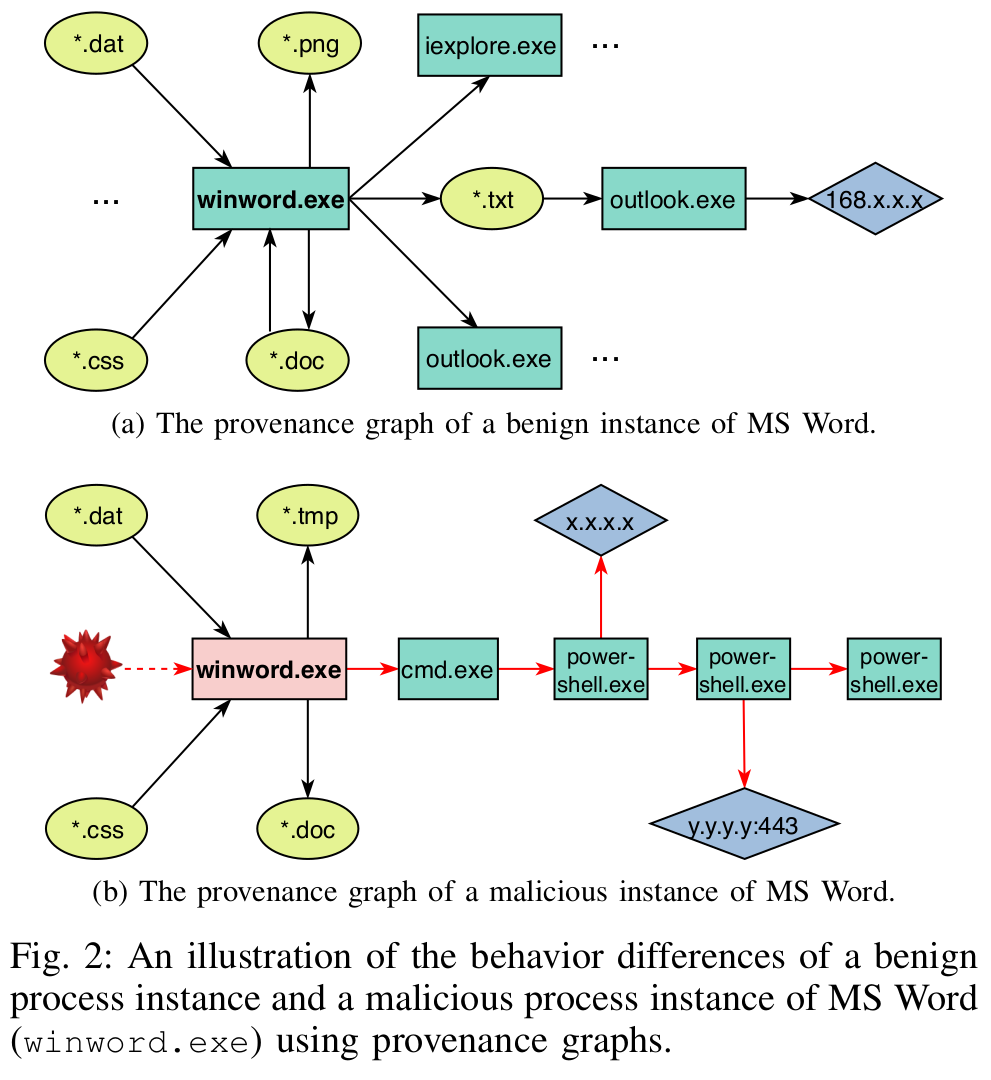 *.dat
*.png
iexplore.exe
...
...
winword.exe
*.txt
outlook.exe
168.x.x.x
*.css
*.doc
outlook.exe
...
(a) The provenance graph of a benign instance of MS Word.
*.dat
*.tmp
x.x.x.x
winword.exe
cmd.exe
power-
shell.exe
power-
shell.exe
power-
shell.exe
*.css
*.doc
y.y.y.y:443
(b) The provenance graph of a malicious instance of MS Word.
Fig. 2: An illustration of the behavior differences of a benign
process instance and a malicious process instance of MS Word
(winword.exe) using provenance graphs.